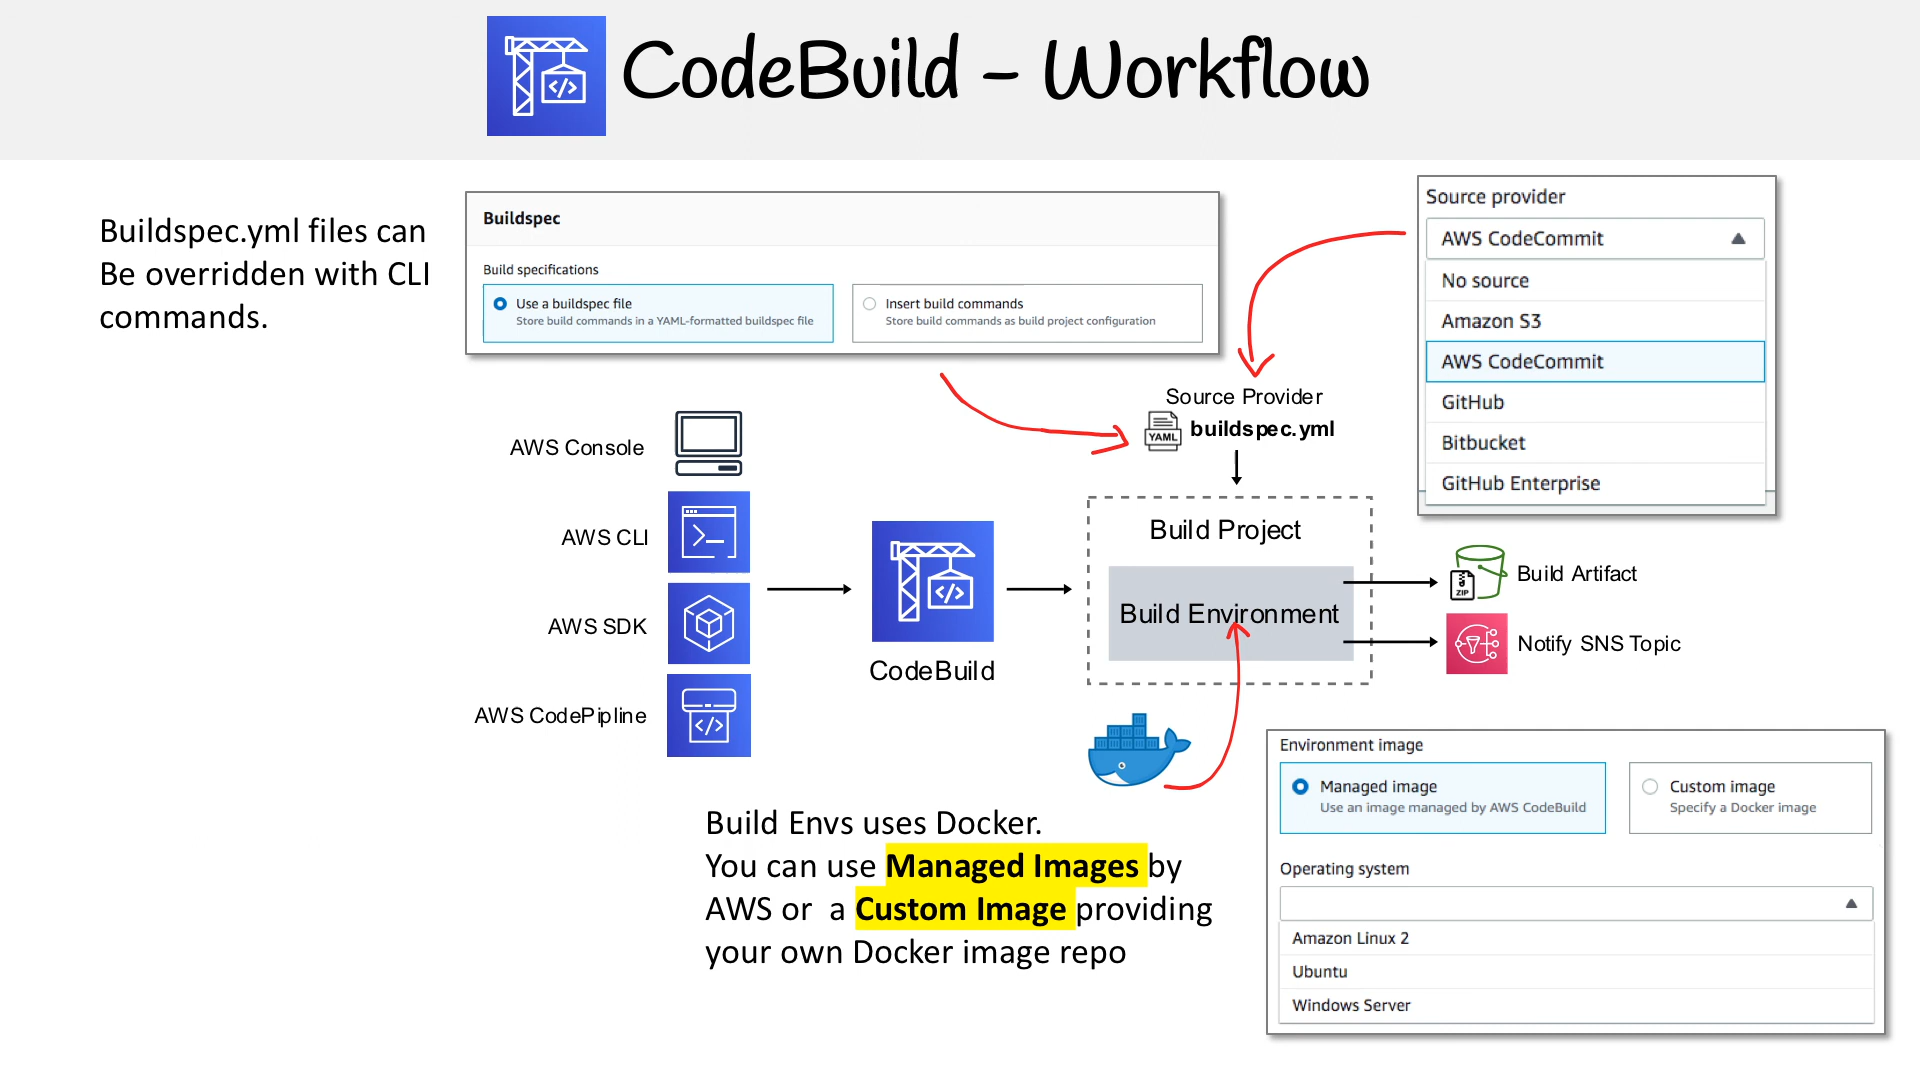 CodeBuild - Workflow
Buildspec.yml files can
Be overridden with CLI
commands.
Buildspec
Build specifications
Use a buildspec file
Store build commands in a YAML-formatted buildspec file
Insert build commands
Store build commands as build project configuration
Source provider
AWS CodeCommit
No source
Amazon S3
AWS CodeCommit
GitHub
Bitbucket
GitHub Enterprise
Source Provider
YAML
buildspec.yml
AWS Console
AWS CLI
AWS SDK
AWS CodePipline
CodeBuild
Build Project
Build Environment
ZIP
Build Artifact
Notify SNS Topic
Build Envs uses Docker.
You can use Managed Images by
AWS or a Custom Image providing
your own Docker image repo
Environment image
Managed image
Use an image managed by AWS CodeBuild
Custom image
Specify a Docker image
Operating system
Amazon Linux 2
Ubuntu
Windows Server